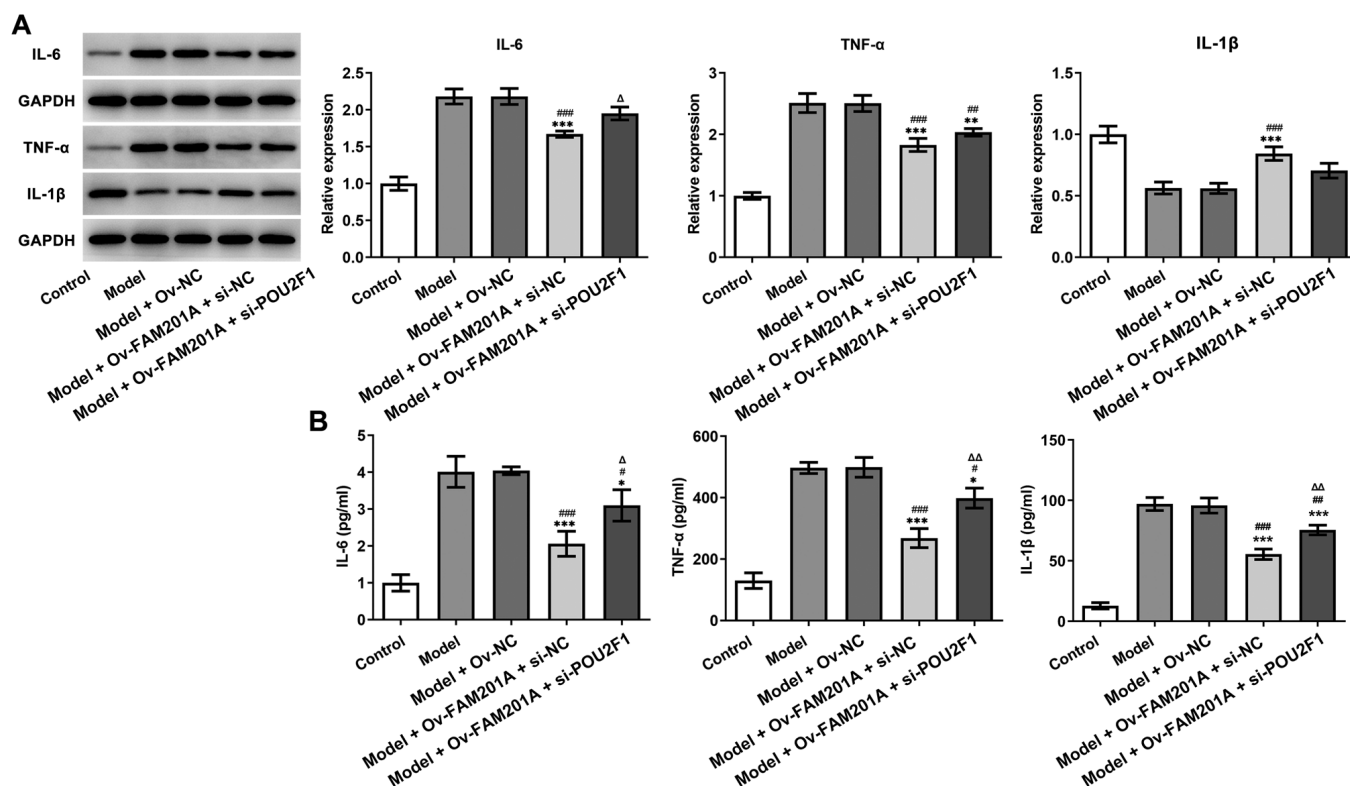 A
IL-6
GAPDH
TNF-α
IL-1β
GAPDH
Control
Model
Model + Ov-NC
Model + Ov-FAM201A + si-NC
Model + Ov-FAM201A + si-POU2F1
IL-6
Relative expression
2.5
2.0
1.5
1.0
0.5
0.0
###
***
Δ
Control
Model
Model + Ov-NC
Model + Ov-FAM201A + si-NC
Model + Ov-FAM201A + si-POU2F1
TNF-α
Relative expression
3
2
1
0
###
***
##
**
Control
Model
Model + Ov-NC
Model + Ov-FAM201A + si-NC
Model + Ov-FAM201A + si-POU2F1
IL-1β
Relative expression
1.5
1.0
0.5
0.0
###
***
Control
Model
Model + Ov-NC
Model + Ov-FAM201A + si-NC
Model + Ov-FAM201A + si-POU2F1
B
IL-6 (pg/ml)
5
4
3
2
1
0
###
***
Δ
#
*
Control
Model
Model + Ov-NC
Model + Ov-FAM201A + si-NC
Model + Ov-FAM201A + si-POU2F1
TNF-α (pg/ml)
600
400
200
0
###
***
ΔΔ
#
*
Control
Model
Model + Ov-NC
Model + Ov-FAM201A + si-NC
Model + Ov-FAM201A + si-POU2F1
IL-1β (pg/ml)
150
100
50
0
###
***
ΔΔ
##
***
Control
Model
Model + Ov-NC
Model + Ov-FAM201A + si-NC
Model + Ov-FAM201A + si-POU2F1